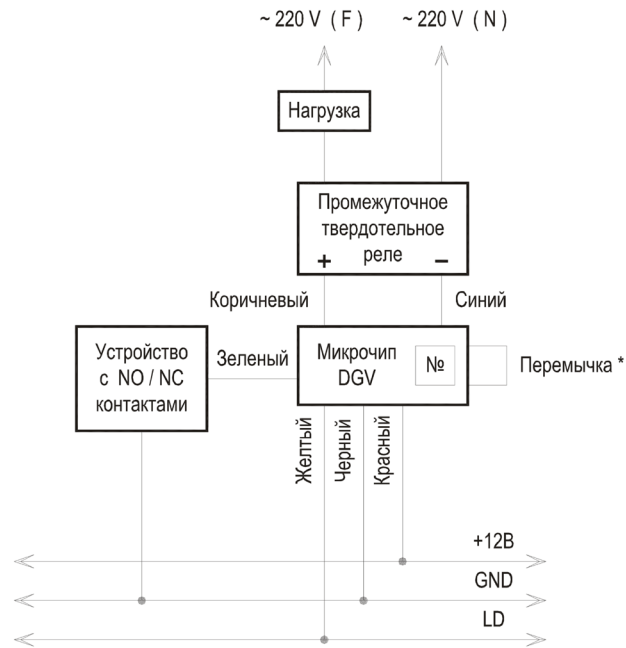 ~ 220 V ( F ) ~ 220 V ( N )
Нагрузка
Промежуточное
твердотельное
реле
+ –
Коричневый Синий
Устройство
с NO / NC
контактами
Зеленый
Микрочип
DGV
№
Перемычка *
Желтый
Черный
Красный
+12В
GND
LD